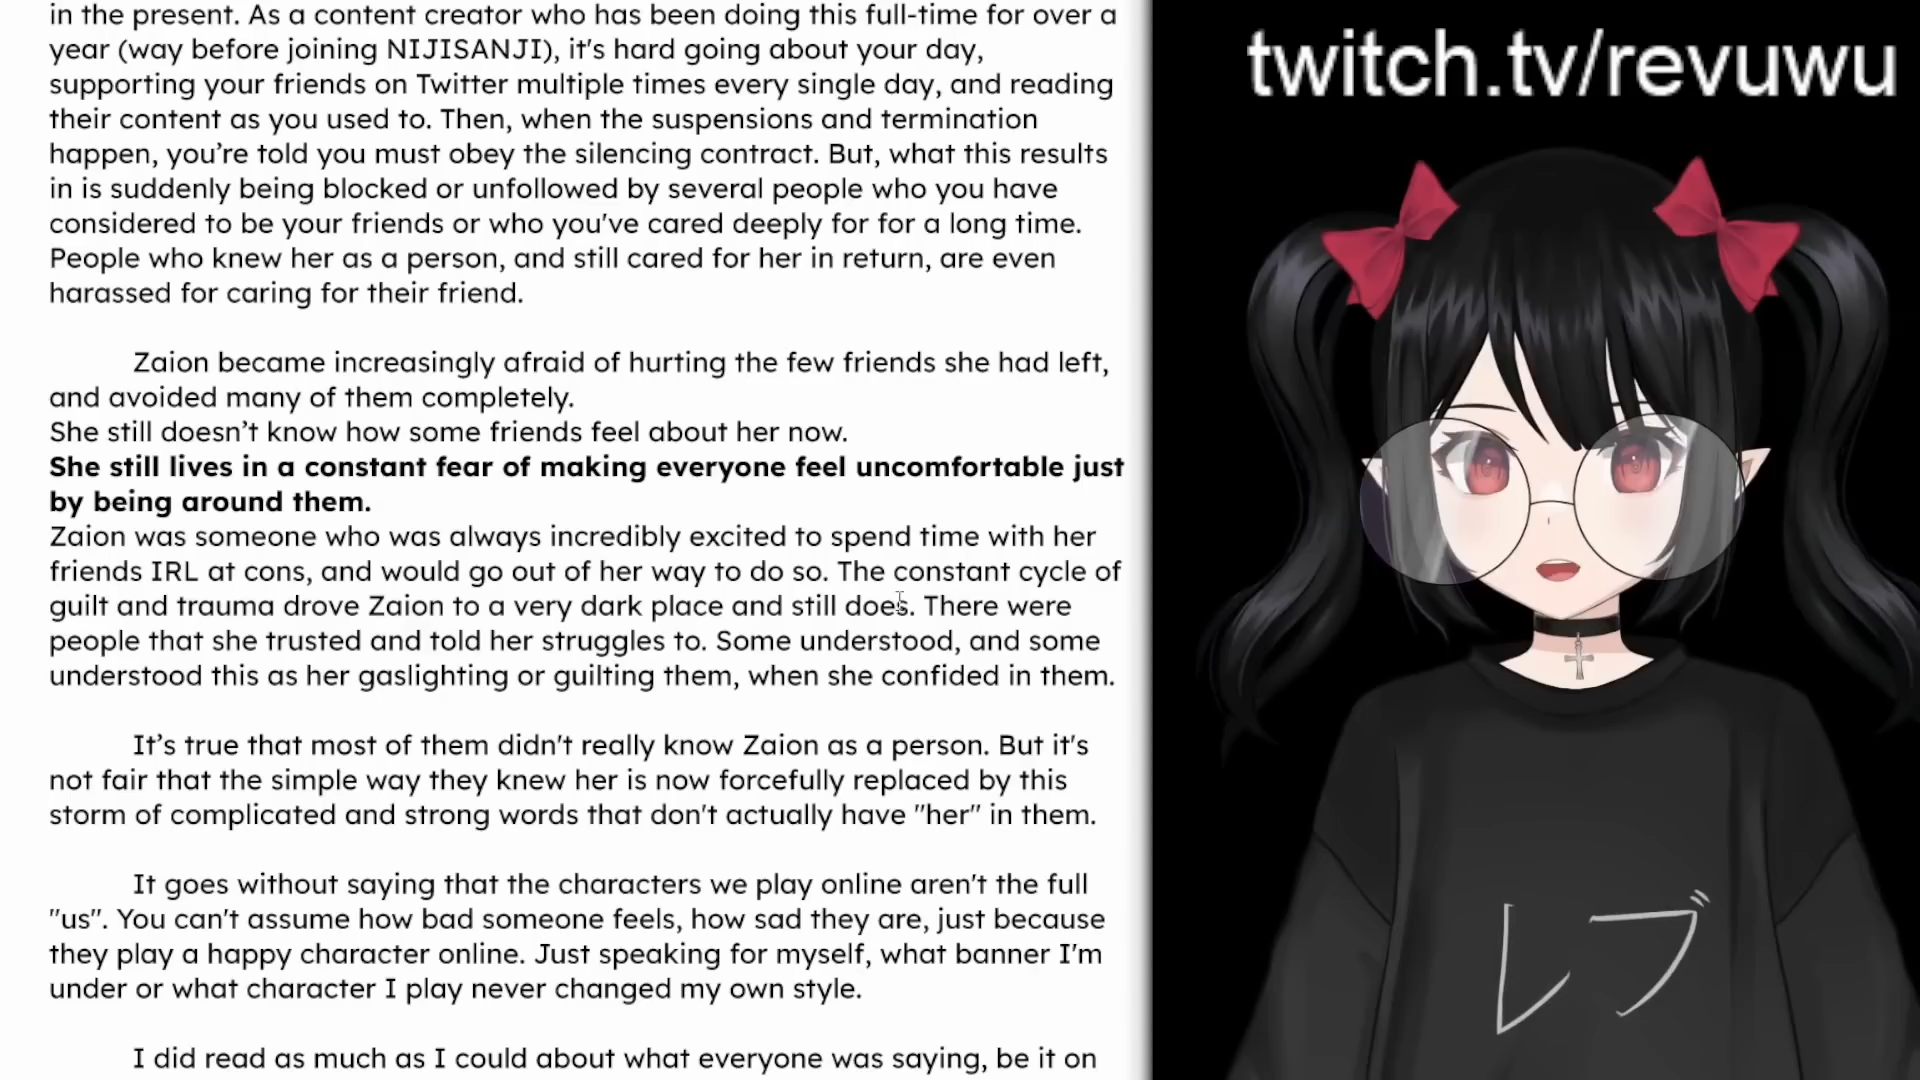 in the present. As a content creator who has been doing this full-time for over a
year (way before joining NIJISANJI), it's hard going about your day,
supporting your friends on Twitter multiple times every single day, and reading
their content as you used to. Then, when the suspensions and termination
happen, you’re told you must obey the silencing contract. But, what this results
in is suddenly being blocked or unfollowed by several people who you have
considered to be your friends or who you've cared deeply for for a long time.
People who knew her as a person, and still cared for her in return, are even
harassed for caring for their friend.
Zaion became increasingly afraid of hurting the few friends she had left,
and avoided many of them completely.
She still doesn’t know how some friends feel about her now.
She still lives in a constant fear of making everyone feel uncomfortable just
by being around them.
Zaion was someone who was always incredibly excited to spend time with her
friends IRL at cons, and would go out of her way to do so. The constant cycle of
guilt and trauma drove Zaion to a very dark place and still does. There were
people that she trusted and told her struggles to. Some understood, and some
understood this as her gaslighting or guilting them, when she confided in them.
It’s true that most of them didn't really know Zaion as a person. But it's
not fair that the simple way they knew her is now forcefully replaced by this
storm of complicated and strong words that don't actually have "her" in them.
It goes without saying that the characters we play online aren't the full
"us". You can't assume how bad someone feels, how sad they are, just because
they play a happy character online. Just speaking for myself, what banner I'm
under or what character I play never changed my own style.
I did read as much as I could about what everyone was saying, be it on
twitch.tv/revuwu
レブ